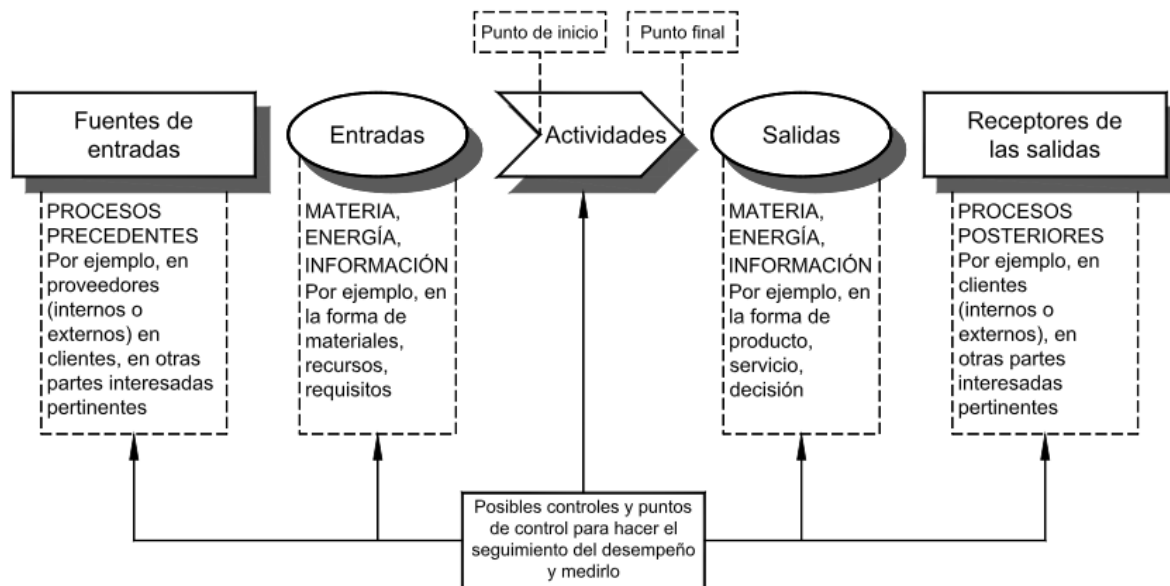 Punto de inicio
Punto final
Fuentes de
entradas
Entradas
Actividades
Salidas
Receptores de
las salidas
PROCESOS
PRECEDENTES
Por ejemplo, en
proveedores
(internos o
externos) en
clientes, en otras
partes interesadas
pertinentes
MATERIA,
ENERGÍA,
INFORMACIÓN
Por ejemplo, en
la forma de
materiales,
recursos,
requisitos
MATERIA,
ENERGÍA,
INFORMACIÓN
Por ejemplo, en
la forma de
producto,
servicio,
decisión
PROCESOS
POSTERIORES
Por ejemplo, en
clientes
(internos o
externos), en
otras partes
interesadas
pertinentes
Posibles controles y puntos
de control para hacer el
seguimiento del desempeño
y medirlo